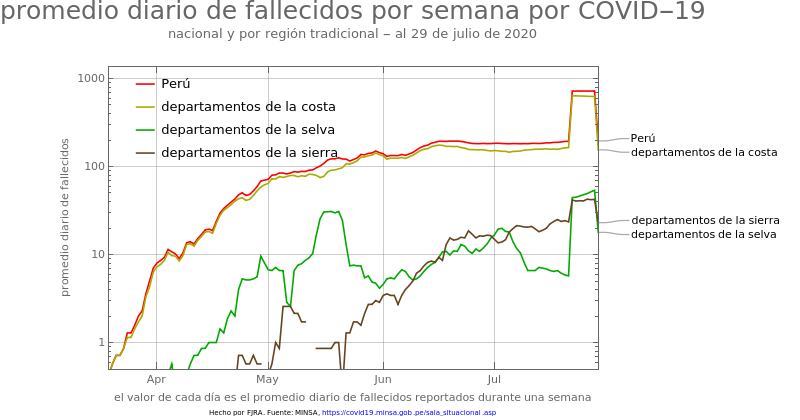 promedio diario de fallecidos por semana por COVID−19
nacional y por región tradicional − al 29 de julio de 2020
1000
100
10
1
promedio diario de fallecidos
Perú
departamentos de la costa
departamentos de la selva
departamentos de la sierra
Perú
departamentos de la costa
departamentos de la sierra
departamentos de la selva
Apr May Jun Jul
el valor de cada día es el promedio diario de fallecidos reportados durante una semana
Hecho por FJRA. Fuente: MINSA, https://covid19.minsa.gob.pe/sala_situacional.asp